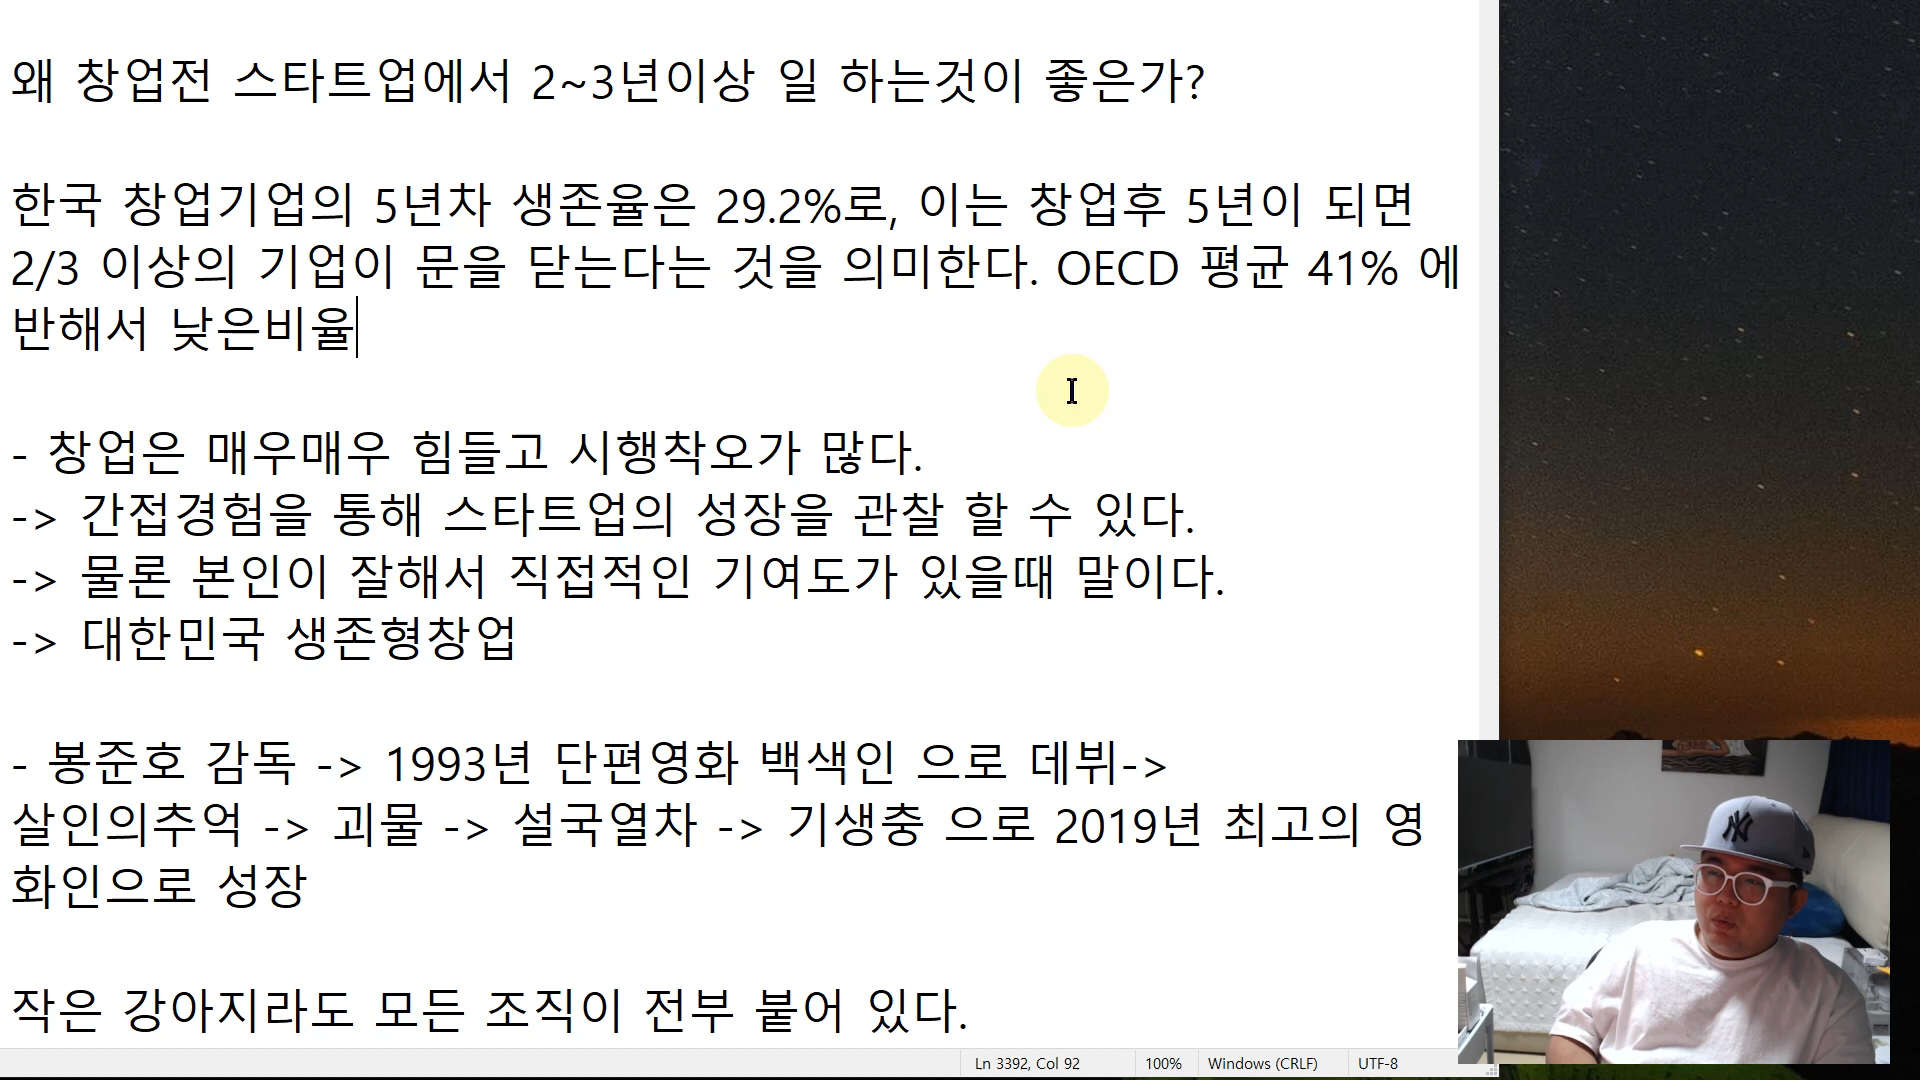 왜 창업전 스타트업에서 2~3년이상 일 하는것이 좋은가?
한국 창업기업의 5년차 생존율은 29.2%로, 이는 창업후 5년이 되면
2/3 이상의 기업이 문을 닫는다는 것을 의미한다. OECD 평균 41% 에
반해서 낮은비율
- 창업은 매우매우 힘들고 시행착오가 많다.
-> 간접경험을 통해 스타트업의 성장을 관찰 할 수 있다.
-> 물론 본인이 잘해서 직접적인 기여도가 있을때 말이다.
-> 대한민국 생존형창업
- 봉준호 감독 -> 1993년 단편영화 백색인 으로 데뷔->
살인의추억 -> 괴물 -> 설국열차 -> 기생충 으로 2019년 최고의 영
화인으로 성장
작은 강아지라도 모든 조직이 전부 붙어 있다.
Ln 3392, Col 92
100%
Windows (CRLF)
UTF-8
NY